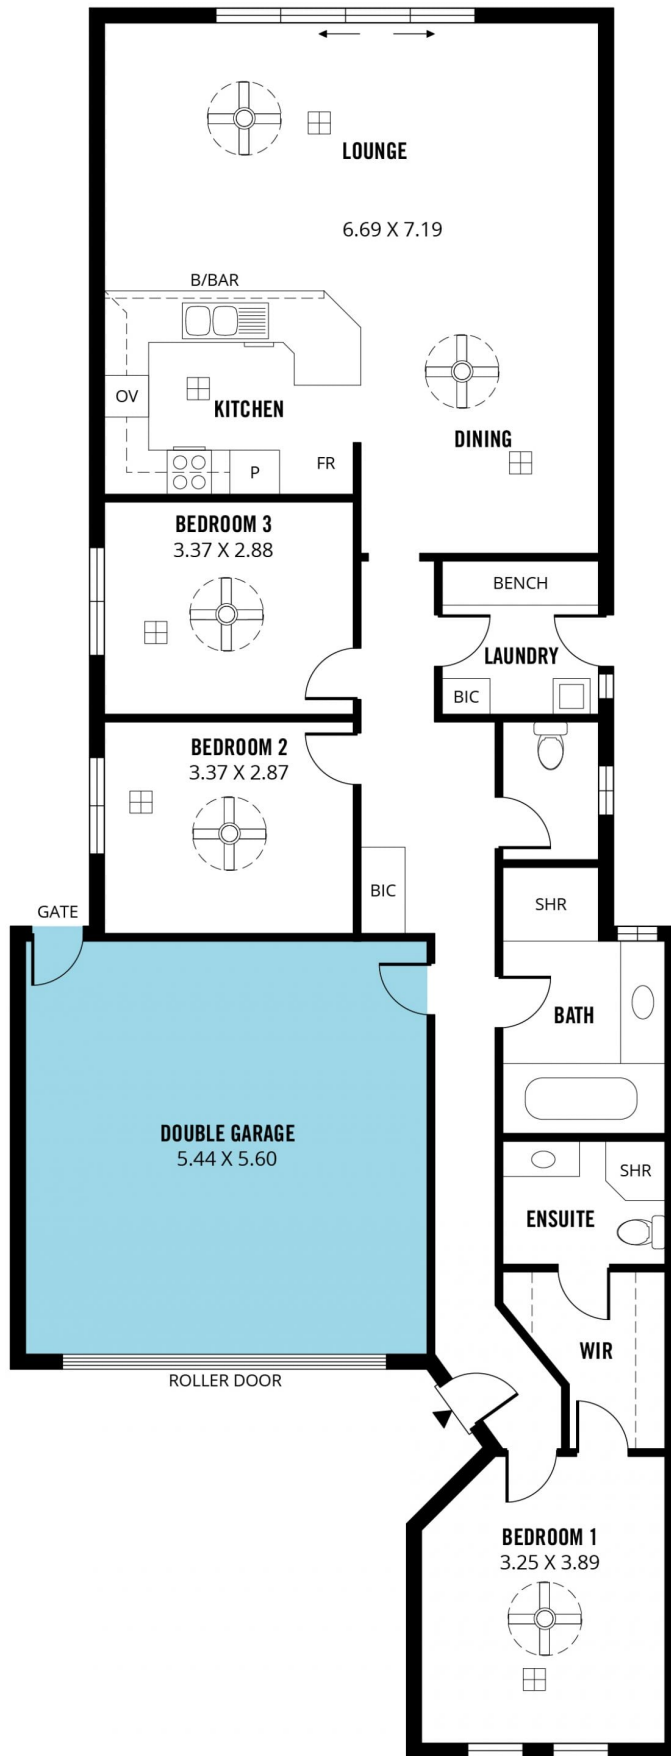 LOUNGE
6.69 X 7.19
B/BAR
OV
KITCHEN
P
FR
DINING
BEDROOM 3
3.37 X 2.88
BENCH
LAUNDRY
BIC
BEDROOM 2
3.37 X 2.87
BIC
GATE
SHR
BATH
DOUBLE GARAGE
5.44 X 5.60
SHR
ENSUITE
WIR
ROLLER DOOR
BEDROOM 1
3.25 X 3.89